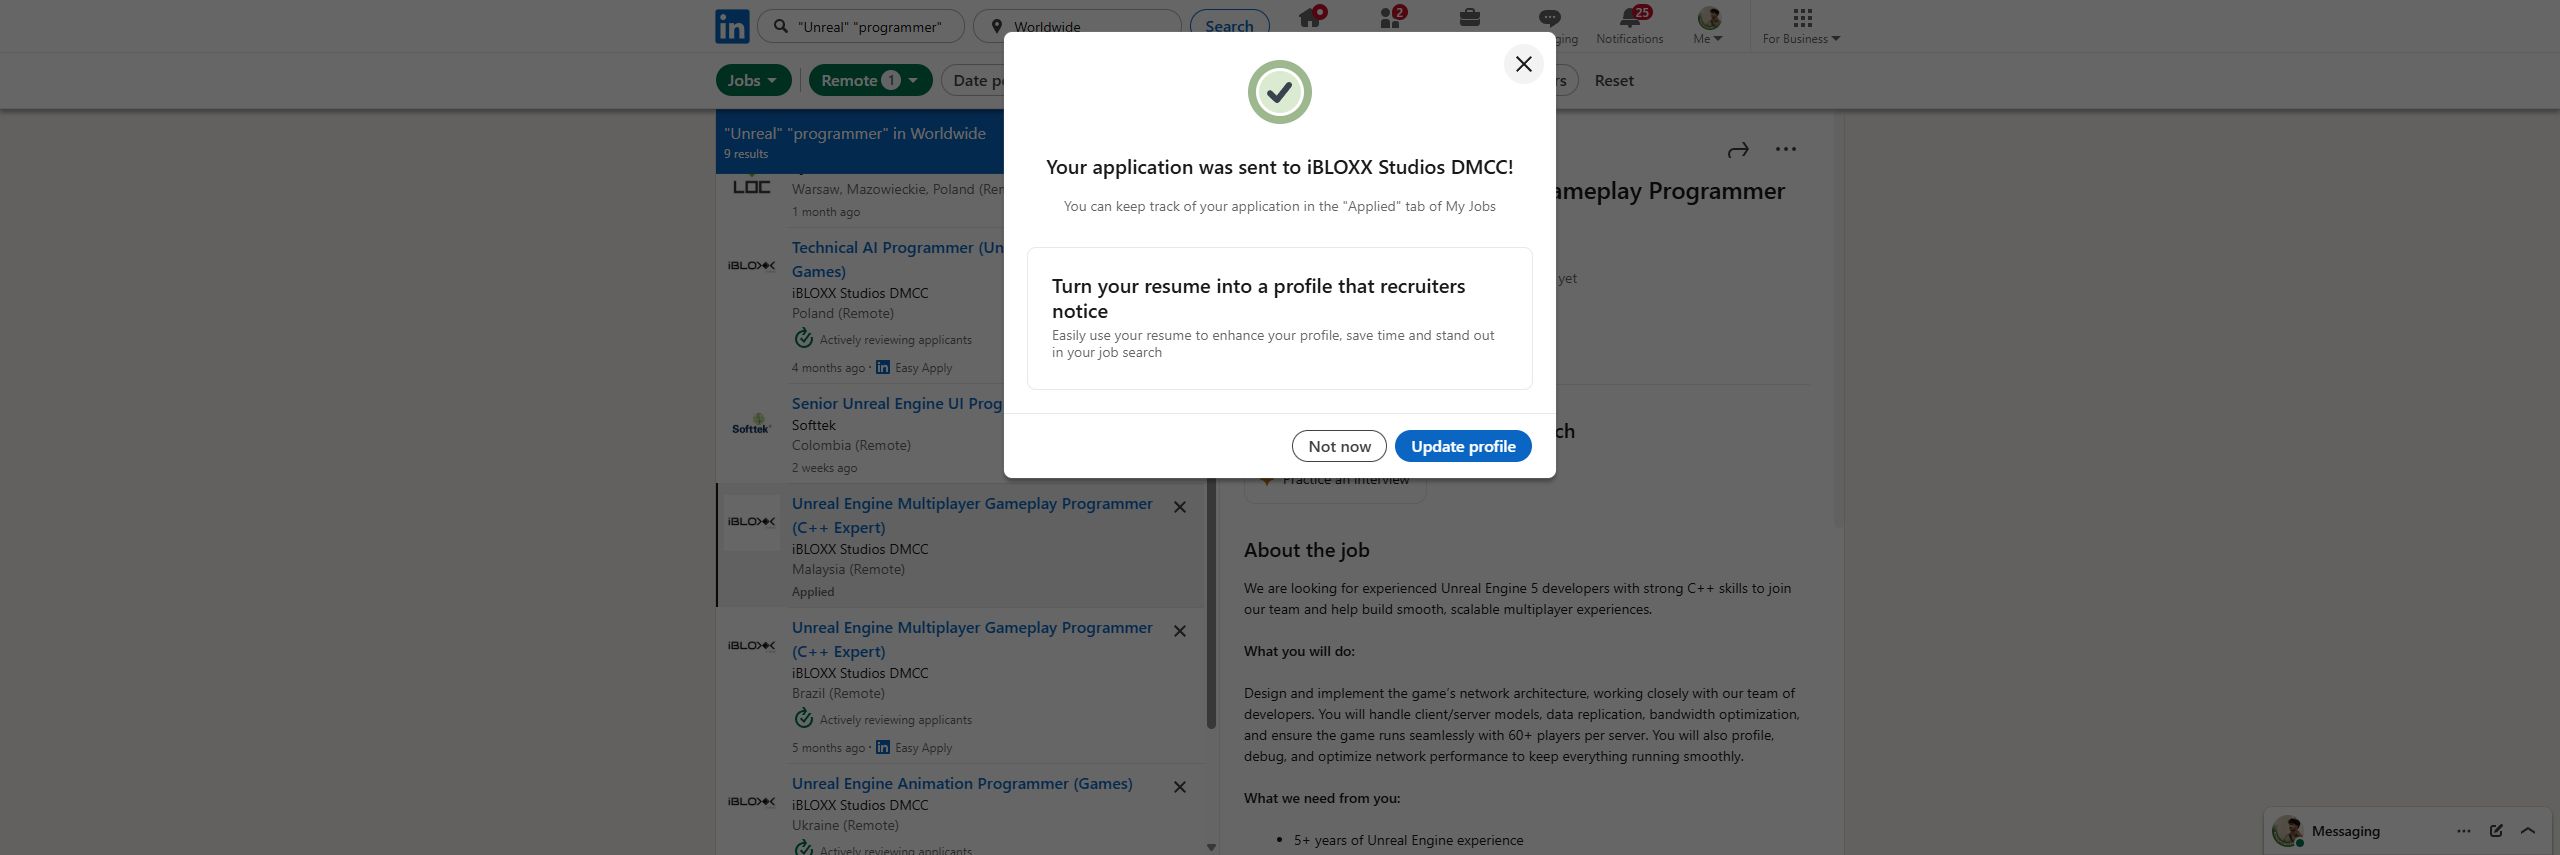 "Unreal" "programmer"
Worldwide
Search
2
25
ging
Notifications
Me
For Business
Jobs
Remote 1
Date p
rs
Reset
"Unreal" "programmer" in Worldwide
9 results
LOC
Warsaw, Mazowieckie, Poland (Rem
1 month ago
iBLOXX
Technical AI Programmer (Un
Games)
iBLOXX Studios DMCC
Poland (Remote)
Actively reviewing applicants
4 months ago · in Easy Apply
Softtek
Senior Unreal Engine UI Prog
Softtek
Colombia (Remote)
2 weeks ago
iBLOXX
Unreal Engine Multiplayer Gameplay Programmer
(C++ Expert)
iBLOXX Studios DMCC
Malaysia (Remote)
Applied
iBLOXX
Unreal Engine Multiplayer Gameplay Programmer
(C++ Expert)
iBLOXX Studios DMCC
Brazil (Remote)
Actively reviewing applicants
5 months ago · in Easy Apply
iBLOXX
Unreal Engine Animation Programmer (Games)
iBLOXX Studios DMCC
Ukraine (Remote)
Actively reviewing applicants
Your application was sent to iBLOXX Studios DMCC!
You can keep track of your application in the "Applied" tab of My Jobs
Turn your resume into a profile that recruiters
notice
Easily use your resume to enhance your profile, save time and stand out
in your job search
Not now
Update profile
ameplay Programmer
yet
ch
Practice an interview
About the job
We are looking for experienced Unreal Engine 5 developers with strong C++ skills to join
our team and help build smooth, scalable multiplayer experiences.
What you will do:
Design and implement the game's network architecture, working closely with our team of
developers. You will handle client/server models, data replication, bandwidth optimization,
and ensure the game runs seamlessly with 60+ players per server. You will also profile,
debug, and optimize network performance to keep everything running smoothly.
What we need from you:
• 5+ years of Unreal Engine experience
Messaging